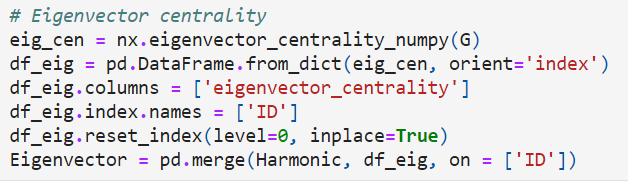 # Eigenvector centrality
eig_cen = nx.eigenvector_centrality_numpy(G)
df_eig = pd.DataFrame.from_dict(eig_cen, orient='index')
df_eig.columns = ['eigenvector_centrality']
df_eig.index.names = ['ID']
df_eig.reset_index(level=0, inplace=True)
Eigenvector = pd.merge(Harmonic, df_eig, on = ['ID'])